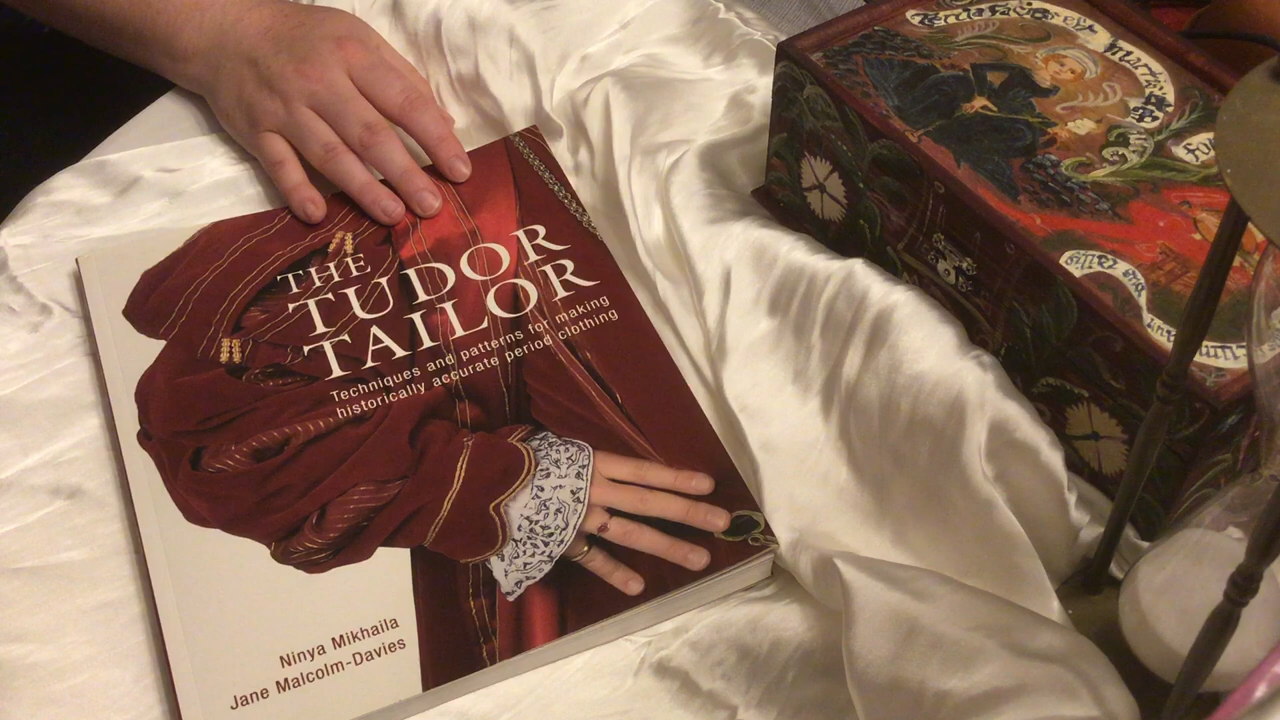 THE
TUDOR
TAILOR
Techniques and patterns for making
historically accurate period clothing
Ninya Mikhaila
Jane Malcolm-Davies